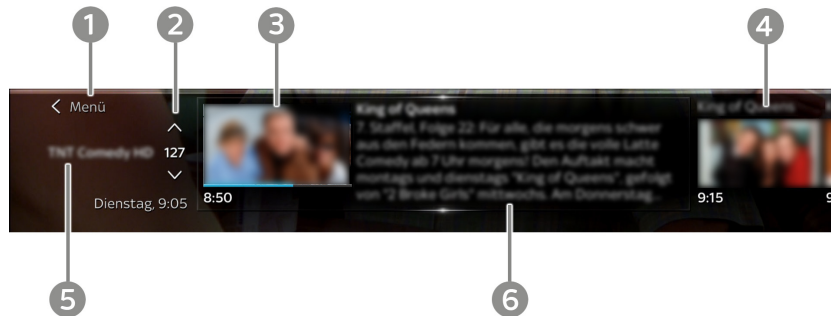 1
2
3
4
Menü
King of Queens
King of Queens
7. Staffel, Folge 22: Für alle, die morgens schwer
aus den Federn kommen, gibt es die volle Latte
TNT Comedy HD
127
Comedy ab 7 Uhr morgens! Den Auftakt macht
montags und dienstags "King of Queens", gefolgt
von "2 Broke Girls" mittwochs. Am Donnerstag...
Dienstag, 9:05
8:50
9:15
5
6